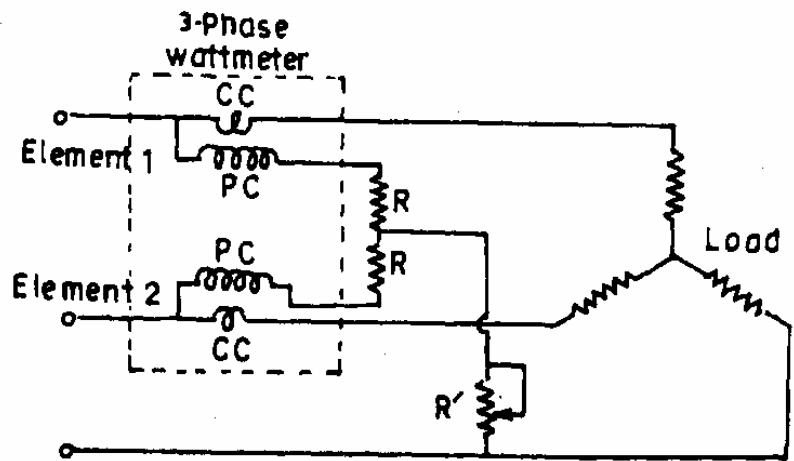 3-Phase
wattmeter
CC
Element 1
PC
R
PC
R
Load
Element 2
CC
R′